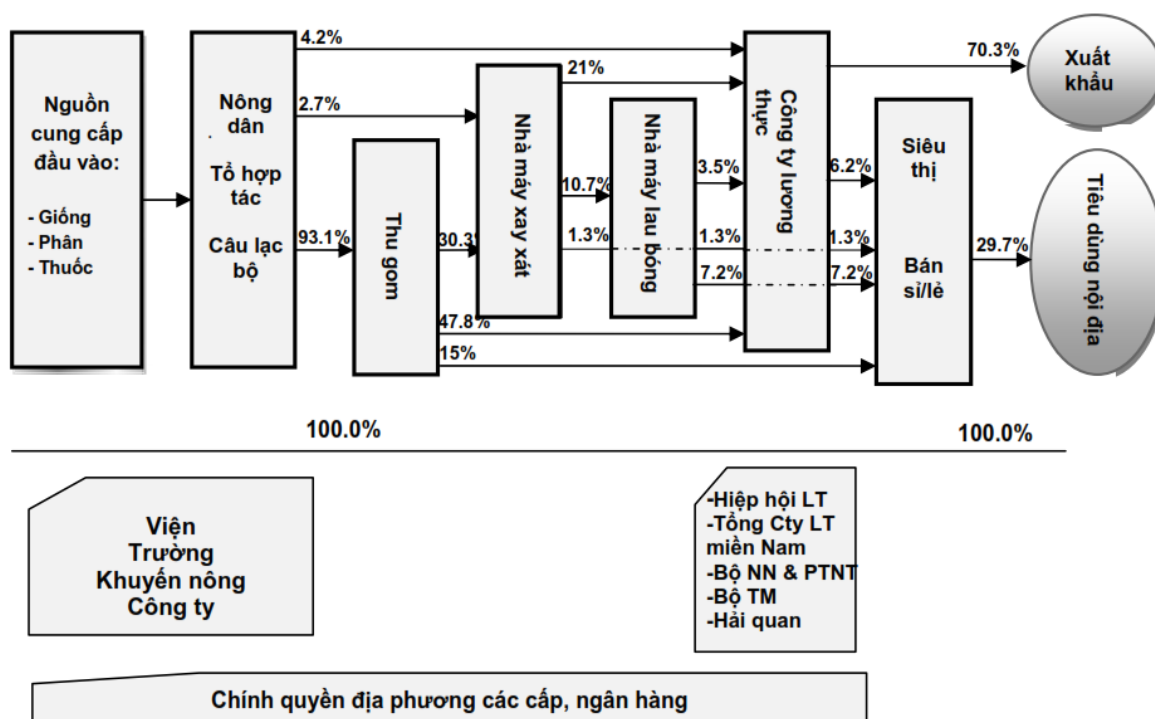 Nguồn
cung cấp
đầu vào:
- Giống
- Phân
- Thuốc
Nông
dân
.
Tổ hợp
tác
Câu lạc
bộ
4.2%
2.7%
93.1%
Thu gom
30.3%
47.8%
15%
Nhà máy xay xát
21%
10.7%
1.3%
Nhà máy lau bóng
3.5%
1.3%
7.2%
Công ty lương
thực
70.3%
6.2%
1.3%
7.2%
Siêu
thị
Bán
sỉ/lẻ
29.7%
Xuất
khẩu
Tiêu dùng nội địa
100.0%
100.0%
Viện
Trường
Khuyến nông
Công ty
-Hiệp hội LT
-Tổng Cty LT
miền Nam
-Bộ NN & PTNT
-Bộ TM
-Hải quan
Chính quyền địa phương các cấp, ngân hàng